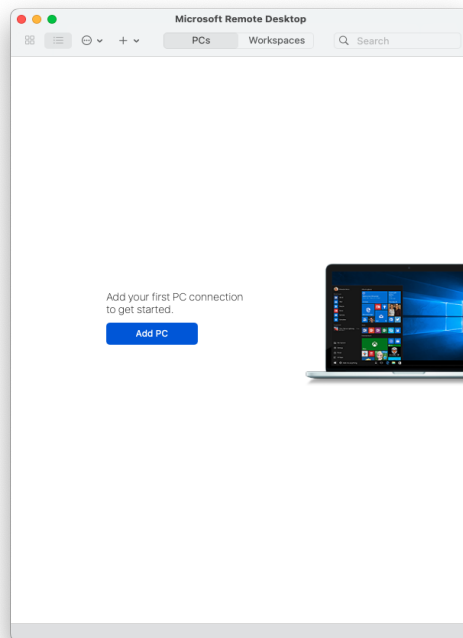 Microsoft Remote Desktop
PCs
Workspaces
Search
Add your first PC connection
to get started.
Add PC